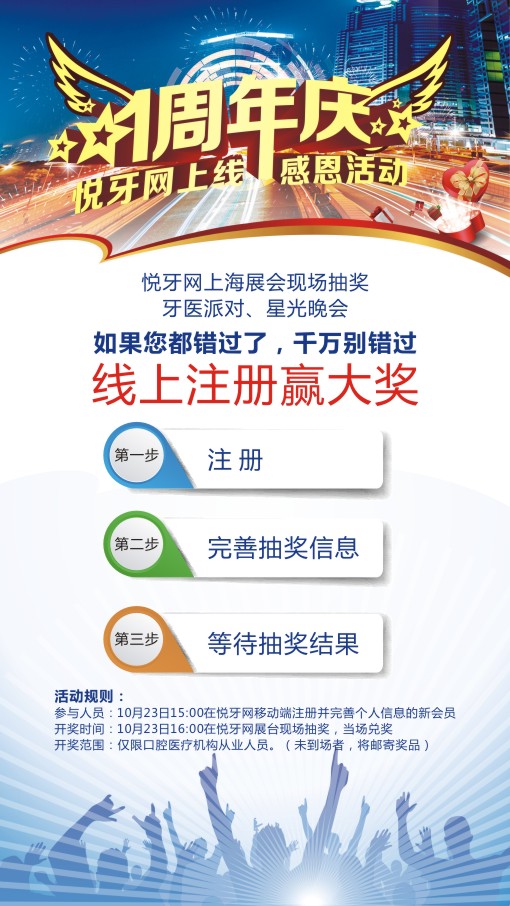 1周年庆
悦牙网上线 感恩活动
悦牙网上海展会现场抽奖
牙医派对、星光晚会
如果您都错过了，千万别错过
线上注册赢大奖
第一步 注 册
第二步 完善抽奖信息
第三步 等待抽奖结果
活动规则：
参与人员：10月23日15:00在悦牙网移动端注册并完善个人信息的新会员
开奖时间：10月23日16:00在悦牙网展台现场抽奖，当场兑奖
开奖范围：仅限口腔医疗机构从业人员。（未到场者，将邮寄奖品）